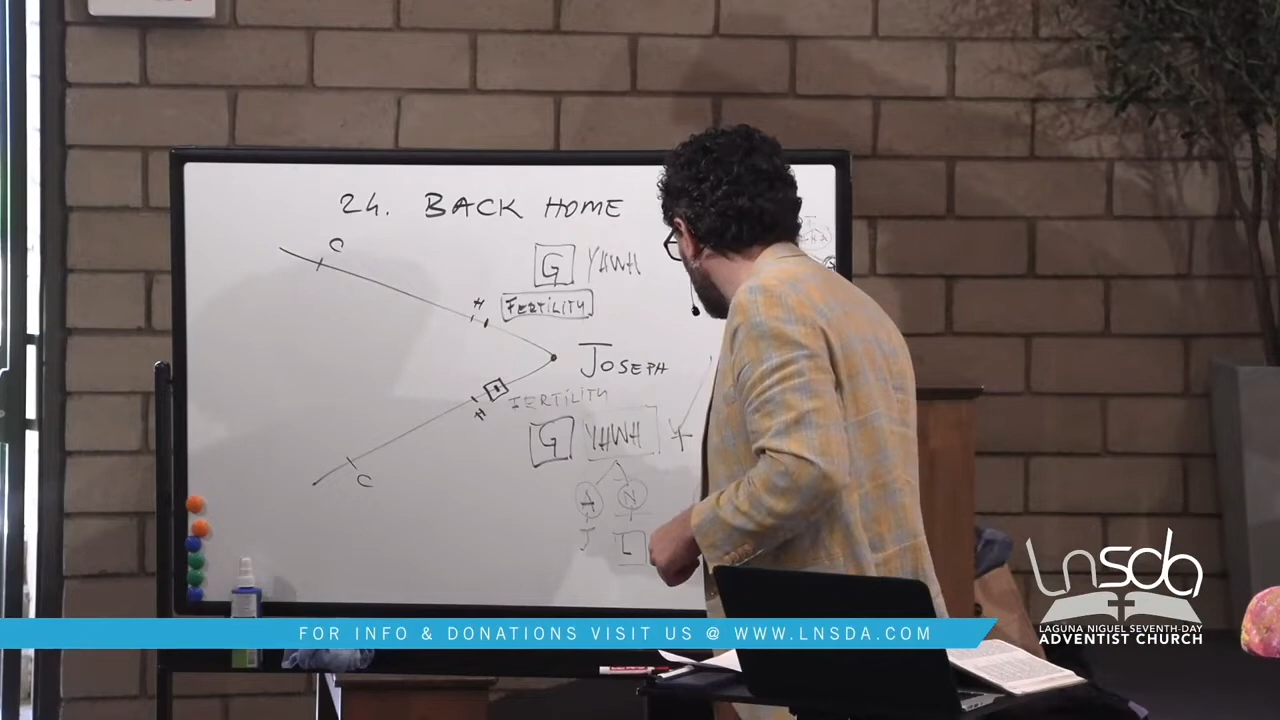 24. BACK HOME
C
G YHWH
H FERTILITY
JOSEPH
H FERTILITY
G YHWH
C
A N
J L
FOR INFO & DONATIONS VISIT US @ WWW.LNSDA.COM
LnSDA
LAGUNA NIGUEL SEVENTH-DAY
ADVENTIST CHURCH